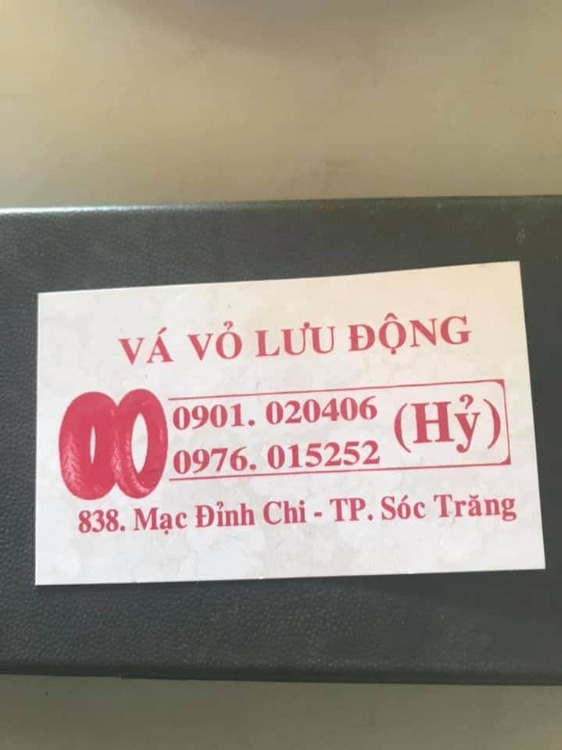 VÁ VỎ LƯU ĐỘNG
0901. 020406
0976. 015252
(Hỷ)
838. Mạc Đỉnh Chi - TP. Sóc Trăng